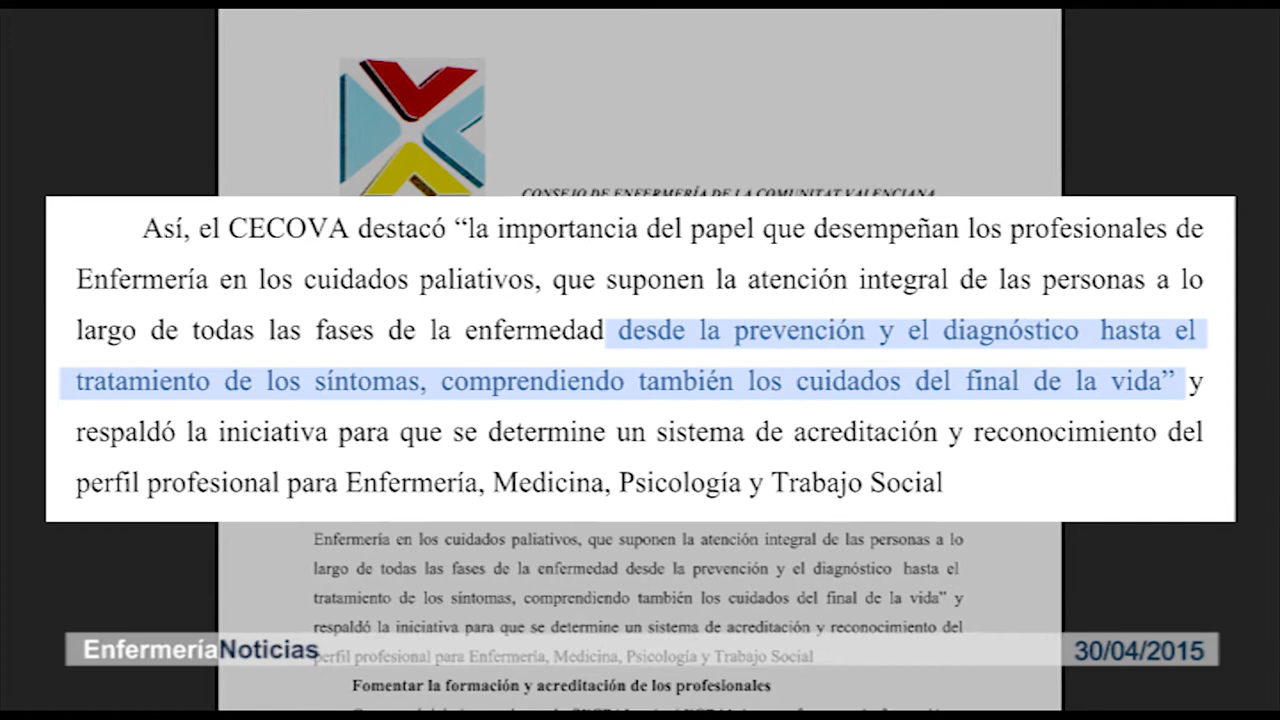 CONSEJO DE ENFERMERÍA DE LA COMUNITAT VALENCIANA
Así, el CECOVA destacó “la importancia del papel que desempeñan los profesionales de
Enfermería en los cuidados paliativos, que suponen la atención integral de las personas a lo
largo de todas las fases de la enfermedad desde la prevención y el diagnóstico hasta el
tratamiento de los síntomas, comprendiendo también los cuidados del final de la vida” y
respaldó la iniciativa para que se determine un sistema de acreditación y reconocimiento del
perfil profesional para Enfermería, Medicina, Psicología y Trabajo Social
Enfermería en los cuidados paliativos, que suponen la atención integral de las personas a lo
largo de todas las fases de la enfermedad desde la prevención y el diagnóstico hasta el
tratamiento de los síntomas, comprendiendo también los cuidados del final de la vida” y
respaldó la iniciativa para que se determine un sistema de acreditación y reconocimiento del
EnfermeríaNoticias
30/04/2015
perfil profesional para Enfermería, Medicina, Psicología y Trabajo Social
Fomentar la formación y acreditación de los profesionales